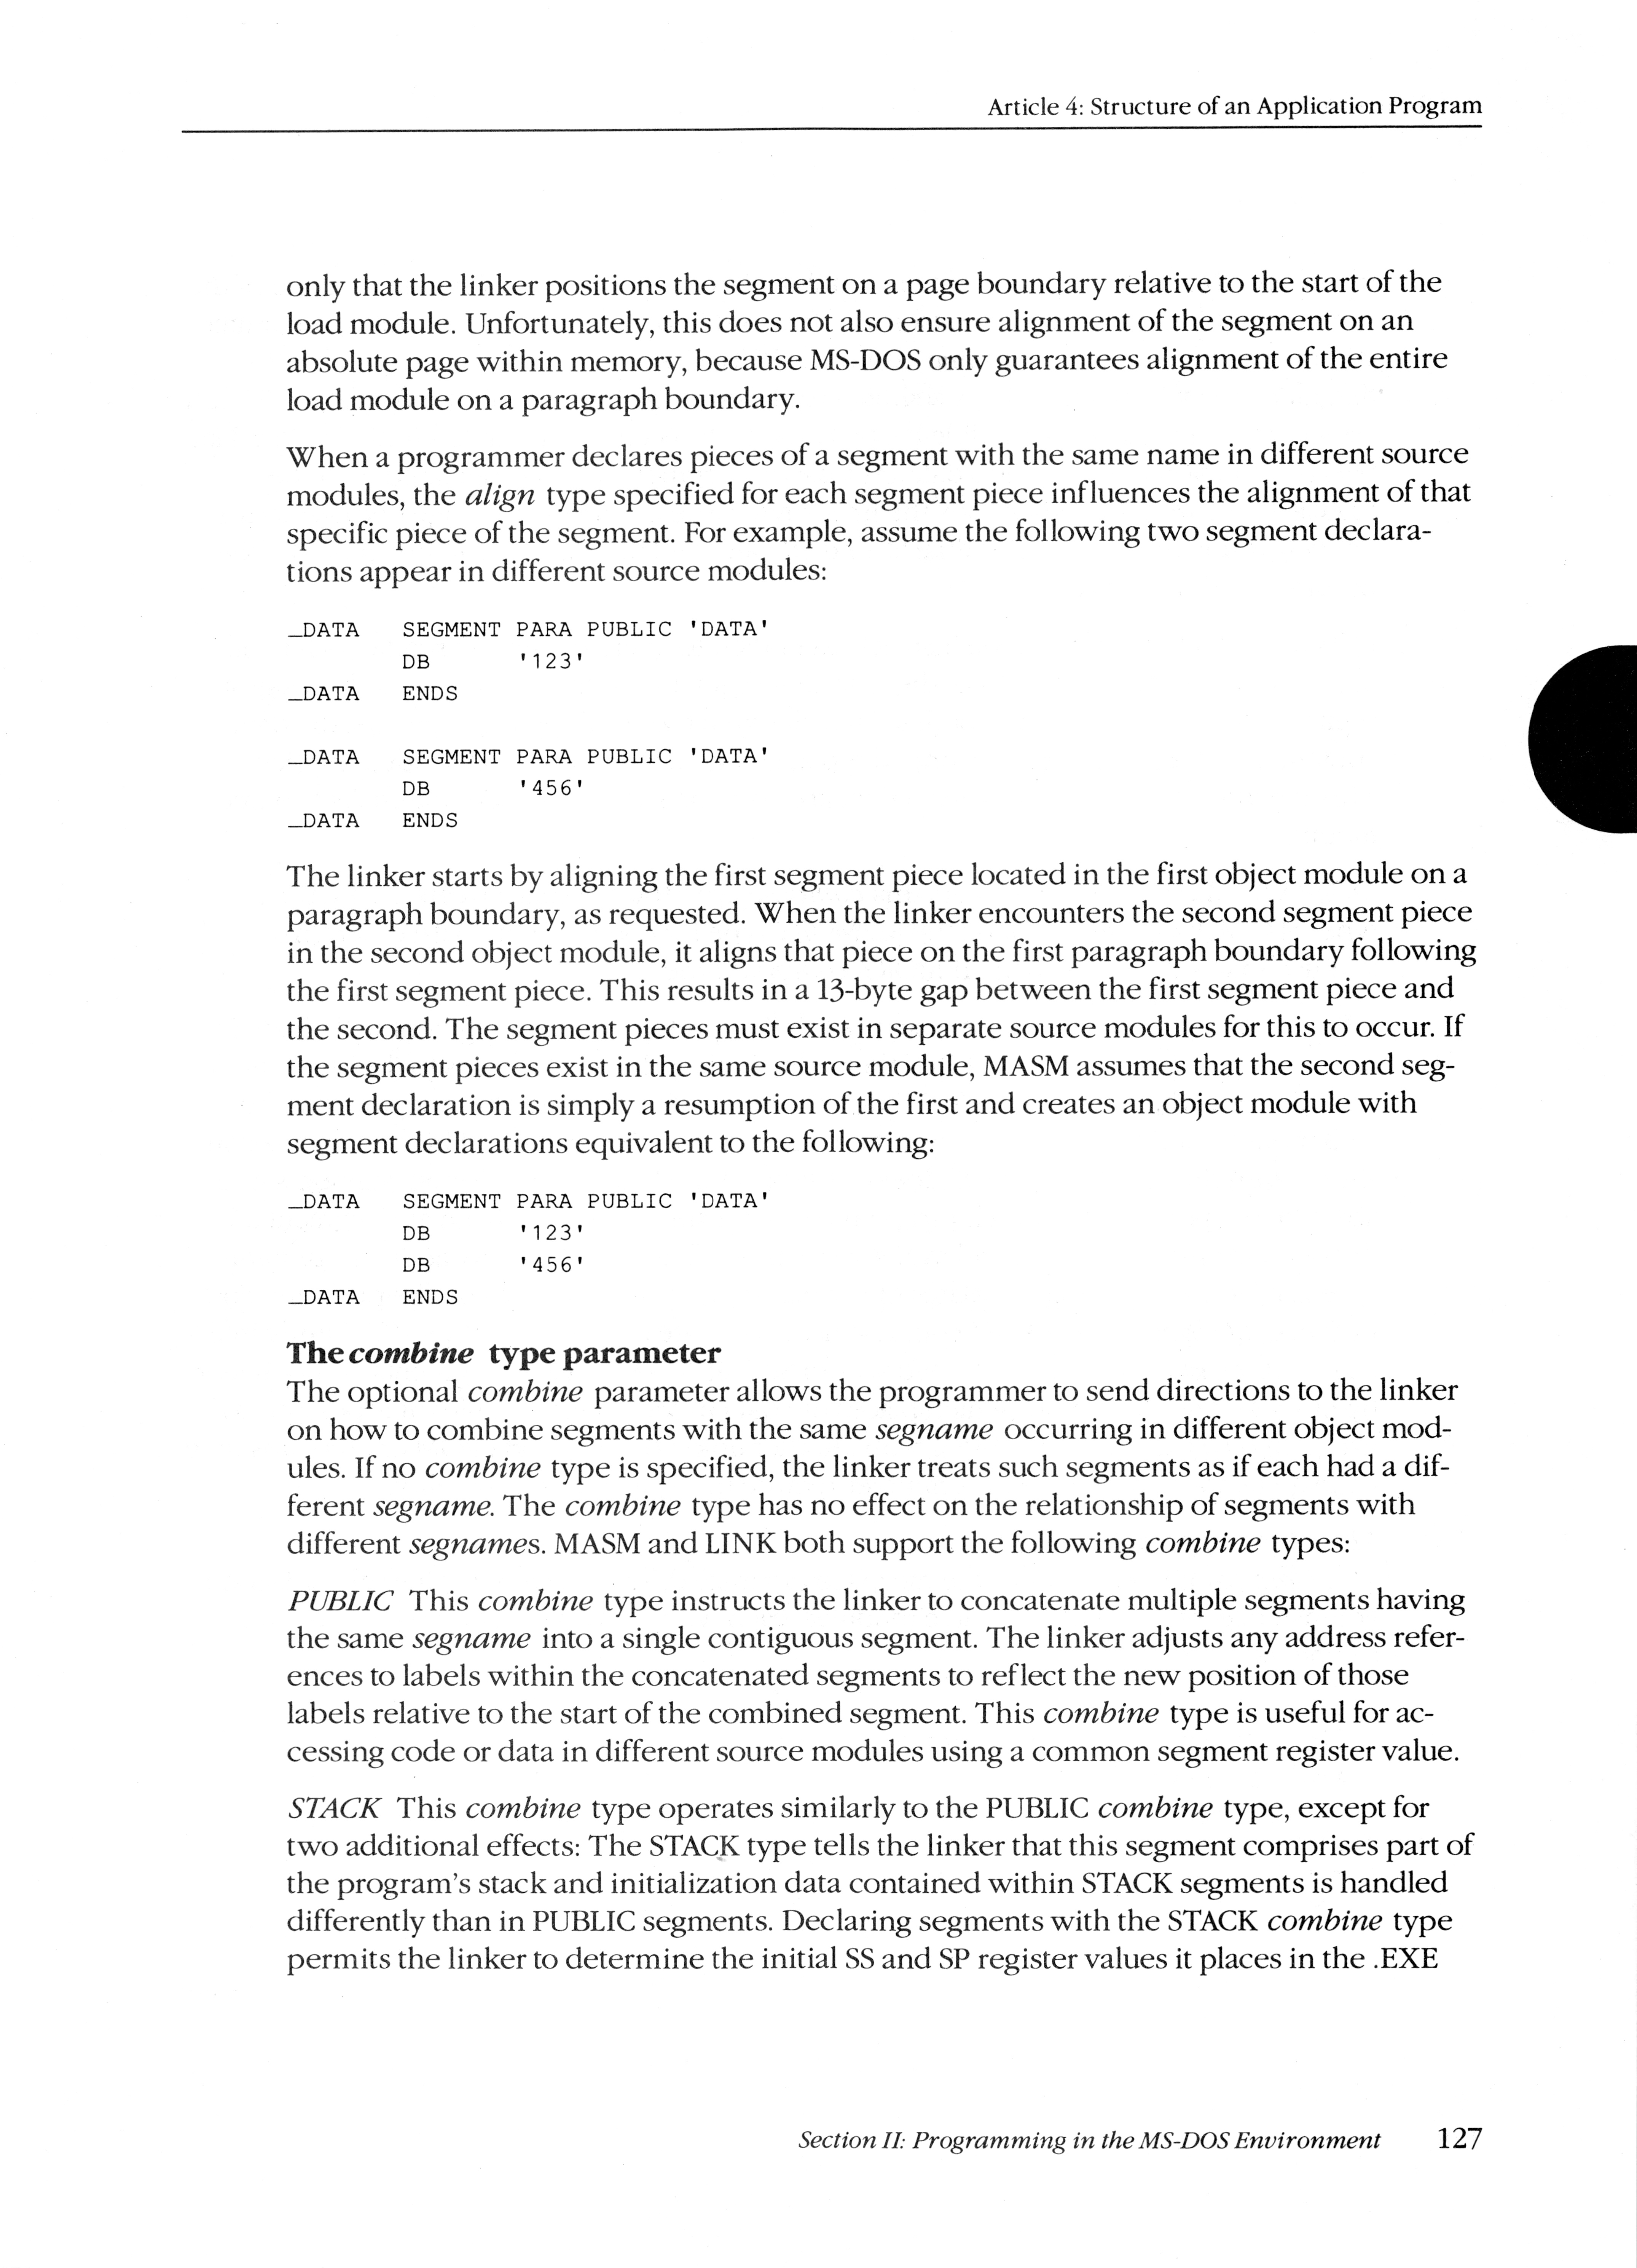 Article 4: Structure of an Application Program
only that the linker positions the segment on a page boundary relative to the start of the
load module. Unfortunately, this does not also ensure alignment of the segment on an
absolute page within memory, because MS-DOS only guarantees alignment of the entire
load module on a paragraph boundary.
When a programmer declares pieces of a segment with the same name in different source
modules, the align type specified for each segment piece influences the alignment of that
specific piece of the segment. For example, assume the following two segment declara-
tions appear in different source modules:
_DATA SEGMENT PARA PUBLIC 'DATA'
DB '123'
_DATA ENDS
_DATA SEGMENT PARA PUBLIC 'DATA'
DB '456'
_DATA ENDS
The linker starts by aligning the first segment piece located in the first object module on a
paragraph boundary, as requested. When the linker encounters the second segment piece
in the second object module, it aligns that piece on the first paragraph boundary following
the first segment piece. This results in a 13-byte gap between the first segment piece and
the second. The segment pieces must exist in separate source modules for this to occur. If
the segment pieces exist in the same source module, MASM assumes that the second seg-
ment declaration is simply a resumption of the first and creates an object module with
segment declarations equivalent to the following:
_DATA SEGMENT PARA PUBLIC 'DATA'
DB '123'
DB '456'
_DATA ENDS
The combine type parameter
The optional combine parameter allows the programmer to send directions to the linker
on how to combine segments with the same segname occurring in different object mod-
ules. If no combine type is specified, the linker treats such segments as if each had a dif-
ferent segname. The combine type has no effect on the relationship of segments with
different segnames. MASM and LINK both support the following combine types:
PUBLIC This combine type instructs the linker to concatenate multiple segments having
the same segname into a single contiguous segment. The linker adjusts any address refer-
ences to labels within the concatenated segments to reflect the new position of those
labels relative to the start of the combined segment. This combine type is useful for ac-
cessing code or data in different source modules using a common segment register value.
STACK This combine type operates similarly to the PUBLIC combine type, except for
two additional effects: The STACK type tells the linker that this segment comprises part of
the program's stack and initialization data contained within STACK segments is handled
differently than in PUBLIC segments. Declaring segments with the STACK combine type
permits the linker to determine the initial SS and SP register values it places in the .EXE
Section II: Programming in the MS-DOS Environment 127